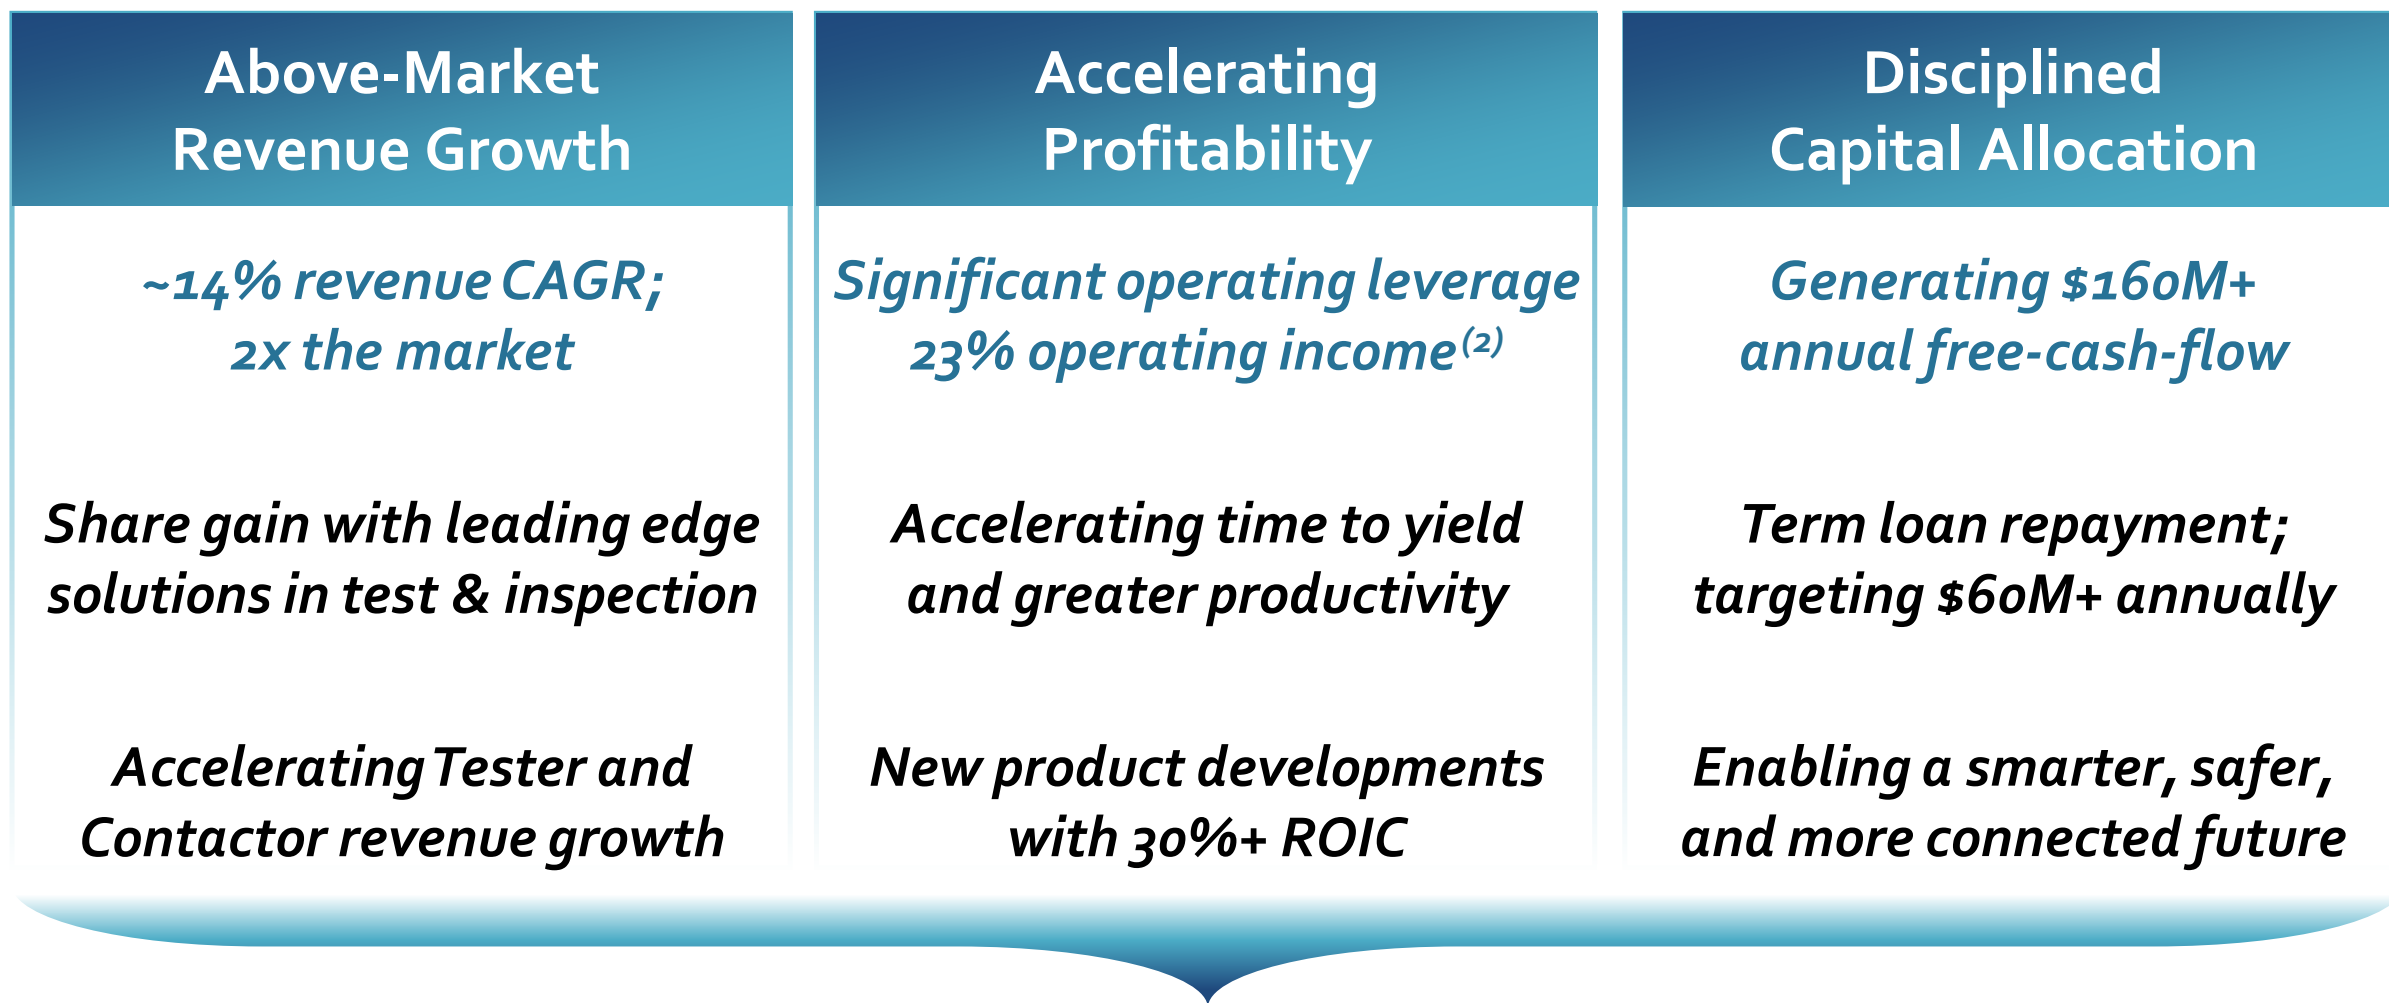 Above-Market
Revenue Growth
~14% revenue CAGR;
2x the market
Share gain with leading edge
solutions in test & inspection
Accelerating Tester and
Contactor revenue growth
Accelerating
Profitability
Significant operating leverage
23% operating income(2)
Accelerating time to yield
and greater productivity
New product developments
with 30%+ ROIC
Disciplined
Capital Allocation
Generating $160M+
annual free-cash-flow
Term loan repayment;
targeting $60M+ annually
Enabling a smarter, safer,
and more connected future